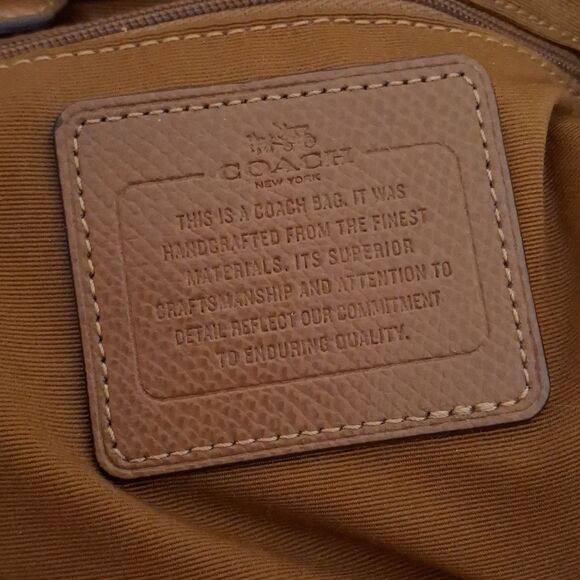 COACH
NEW YORK
THIS IS A COACH BAG. IT WAS
HANDCRAFTED FROM THE FINEST
MATERIALS. ITS SUPERIOR
CRAFTSMANSHIP AND ATTENTION TO
DETAIL REFLECT OUR COMMITMENT
TO ENDURING QUALITY.